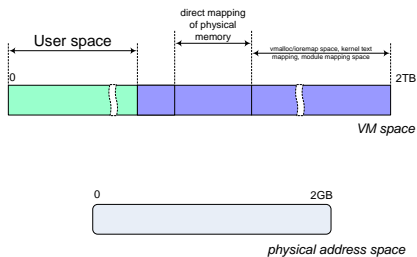 direct mapping
of physical
memory
User space
vmalloc/ioremap space, kernel text
mapping, module mapping space
0
2TB
VM space
0
2GB
physical address space